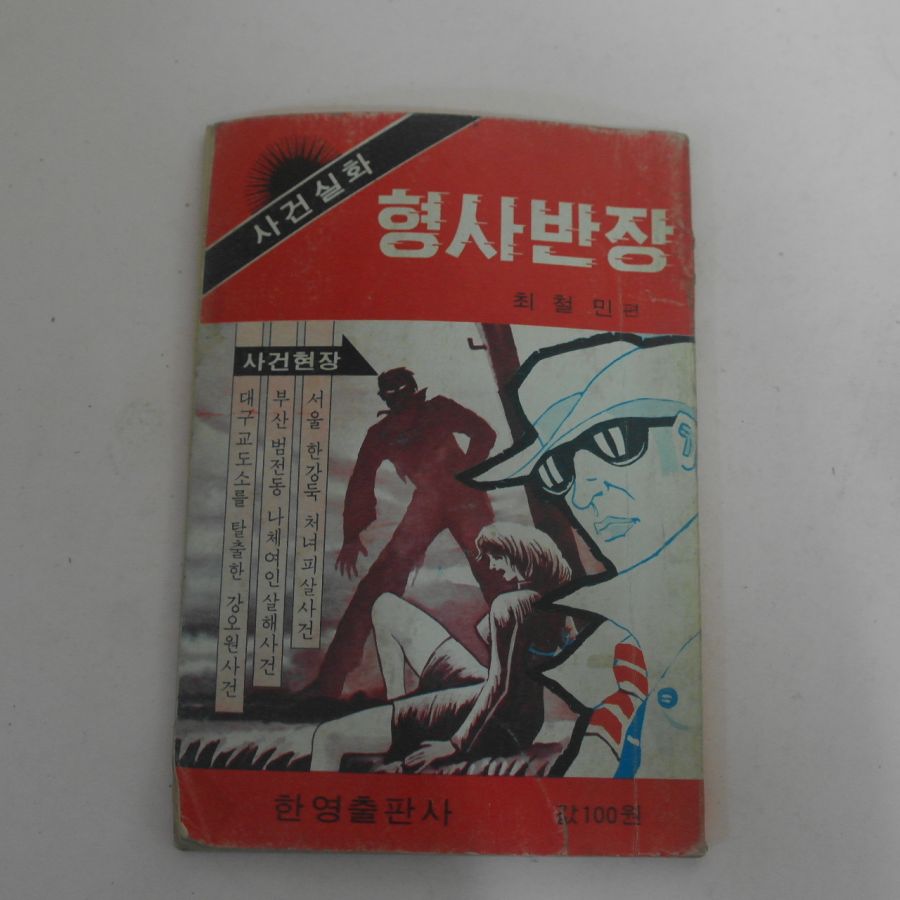 사건실화
형사반장
최철민 편
사건현장
서울 한강둑 처녀피살사건
부산 범전동 나체여인살해사건
대구교도소를 탈출한 강오원사건
한영출판사
값100원